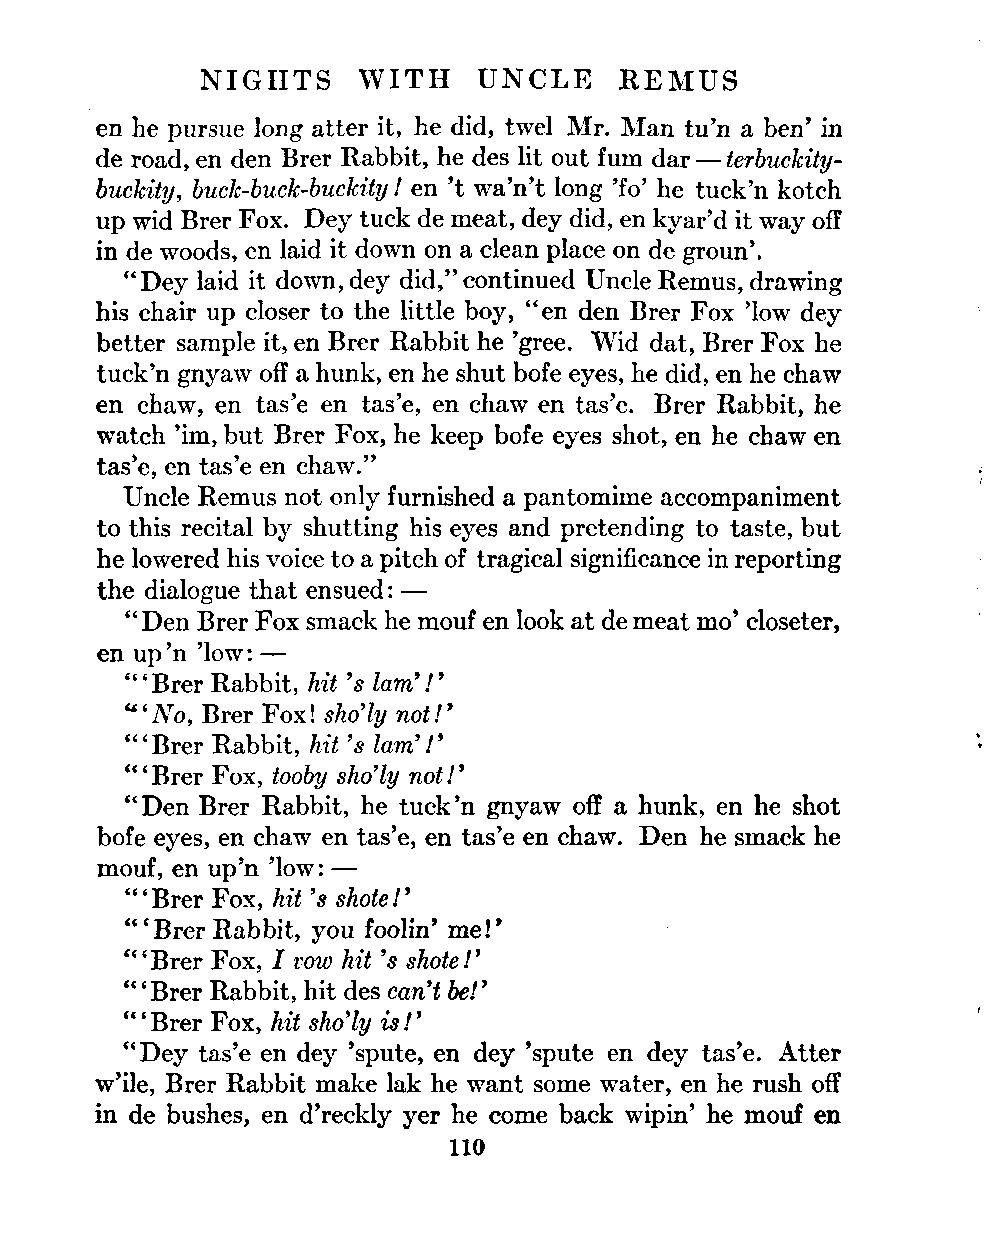 NIGHTS WITH UNCLE REMUS
en he pursue long atter it, he did, twel Mr. Man tu'n a ben' in
de road, en den Brer Rabbit, he des lit out fum dar — terbuckity-
buckity, buck-buck-buckity! en 't wa'n't long 'fo' he tuck'n kotch
up wid Brer Fox. Dey tuck de meat, dey did, en kyar'd it way off
in de woods, en laid it down on a clean place on de groun'.
"Dey laid it down, dey did," continued Uncle Remus, drawing
his chair up closer to the little boy, "en den Brer Fox 'low dey
better sample it, en Brer Rabbit he 'gree. Wid dat, Brer Fox he
tuck'n gnyaw off a hunk, en he shut bofe eyes, he did, en he chaw
en chaw, en tas'e en tas'e, en chaw en tas'e. Brer Rabbit, he
watch 'im, but Brer Fox, he keep bofe eyes shot, en he chaw en
tas'e, en tas'e en chaw."
Uncle Remus not only furnished a pantomime accompaniment
to this recital by shutting his eyes and pretending to taste, but
he lowered his voice to a pitch of tragical significance in reporting
the dialogue that ensued: —
"Den Brer Fox smack he mouf en look at de meat mo' closeter,
en up'n 'low: —
"'Brer Rabbit, hit 's lam'!'
"'No, Brer Fox! sho'ly not!'
"'Brer Rabbit, hit 's lam'!'
"'Brer Fox, tooby sho'ly not!'
"Den Brer Rabbit, he tuck'n gnyaw off a hunk, en he shot
bofe eyes, en chaw en tas'e, en tas'e en chaw. Den he smack he
mouf, en up'n 'low: —
"'Brer Fox, hit 's shote!'
"'Brer Rabbit, you foolin' me!'
"'Brer Fox, I vow hit 's shote!'
"'Brer Rabbit, hit des can't be!'
"'Brer Fox, hit sho'ly is!'
"Dey tas'e en dey 'spute, en dey 'spute en dey tas'e. Atter
w'ile, Brer Rabbit make lak he want some water, en he rush off
in de bushes, en d'reckly yer he come back wipin' he mouf en
110